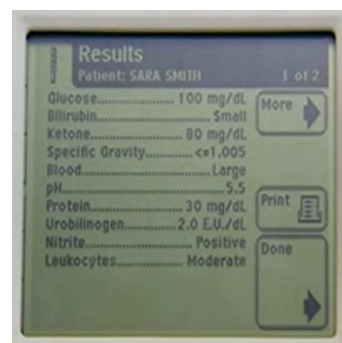 Results
Patient: SARA SMITH 1 of 2
Glucose..................... 100 mg/dL
Bilirubin......................... Small
Ketone...................... 80 mg/dL
Specific Gravity............ <=1.005
Blood............................. Large
pH................................... 5.5
Protein...................... 30 mg/dL
Urobilinogen............ 2.0 E.U./dL
Nitrite........................ Positive
Leukocytes................ Moderate
More
Print
Done